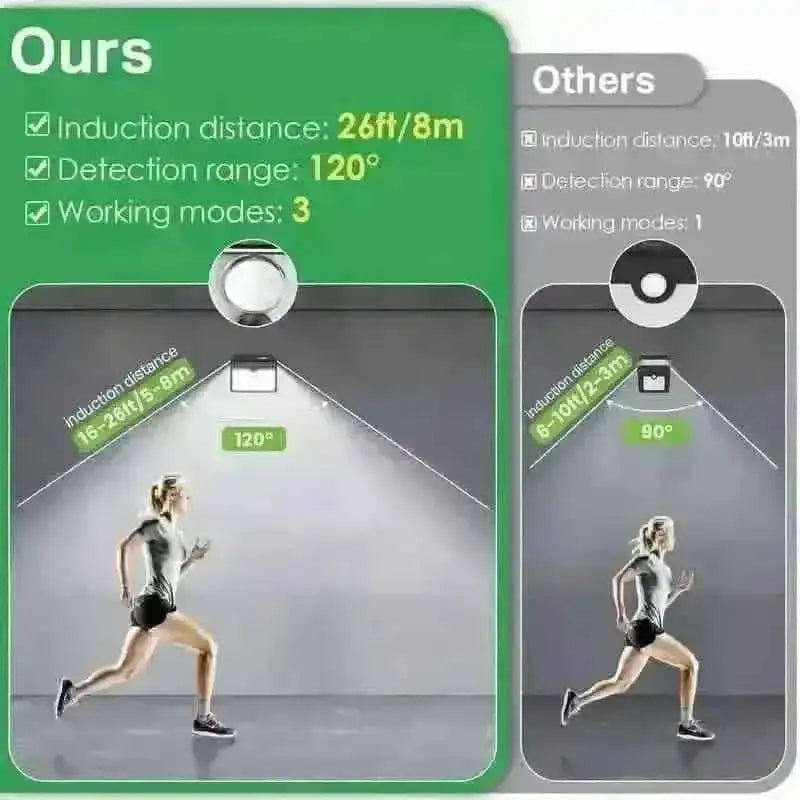 Ours
Induction distance: 26ft/8m
Detection range: 120°
Working modes: 3
induction distance
16-26ft/5-8m
120°
Others
Induction distance: 10ft/3m
Detection range: 90°
Working modes: 1
induction distance
6-10ft/2-3m
90°